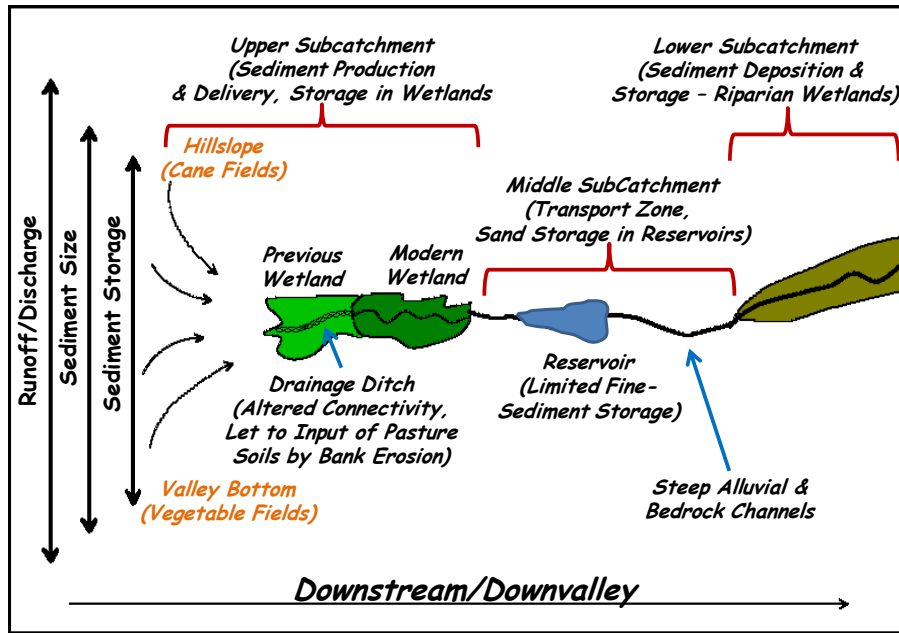 Upper Subcatchment
(Sediment Production
& Delivery, Storage in Wetlands
Lower Subcatchment
(Sediment Deposition &
Storage – Riparian Wetlands)
Hillslope
(Cane Fields)
Middle SubCatchment
(Transport Zone,
Sand Storage in Reservoirs)
Runoff/Discharge
Sediment Size
Sediment Storage
Previous
Wetland
Modern
Wetland
Drainage Ditch
(Altered Connectivity,
Let to Input of Pasture
Soils by Bank Erosion)
Reservoir
(Limited Fine-
Sediment Storage)
Valley Bottom
(Vegetable Fields)
Steep Alluvial &
Bedrock Channels
Downstream/Downvalley